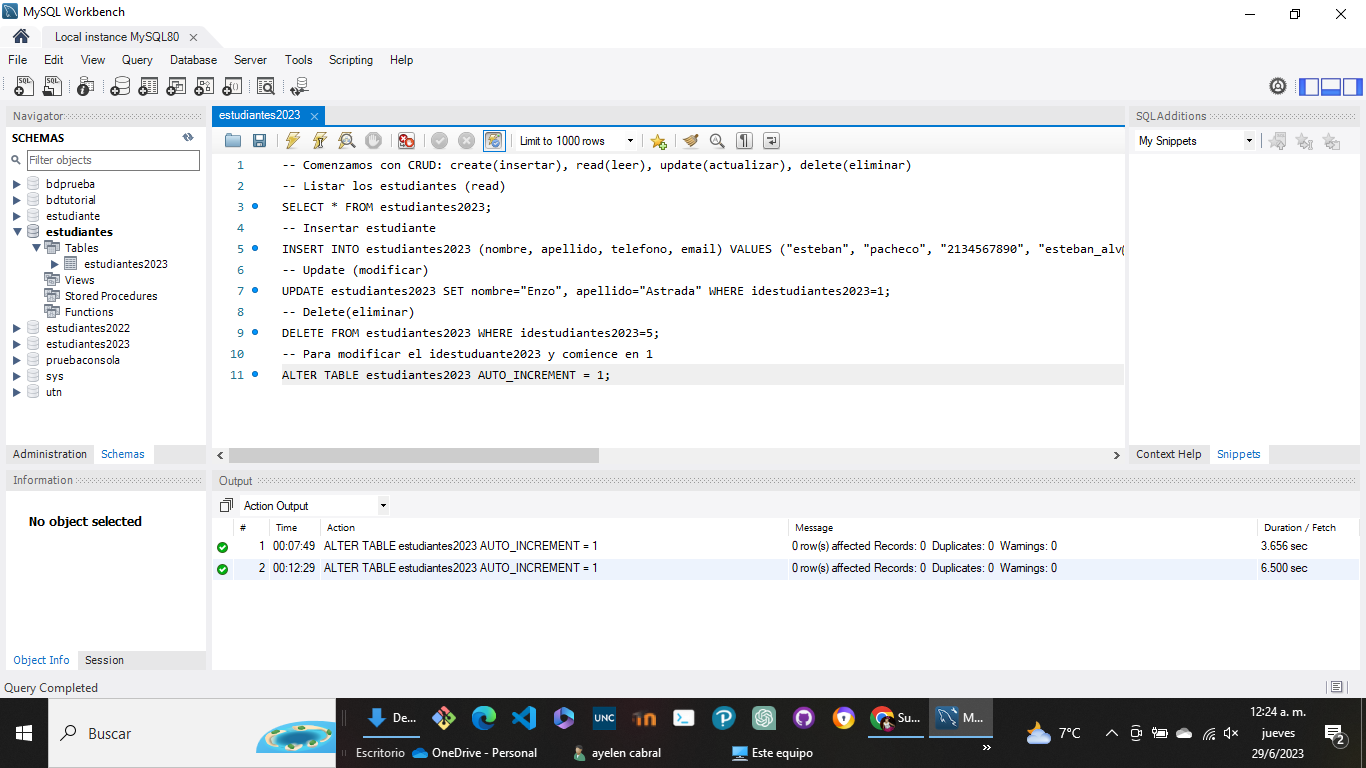 MySQL Workbench
Local instance MySQL80
File Edit View Query Database Server Tools Scripting Help
Navigator
SCHEMAS
Filter objects
bdprueba
bdtutorial
estudiante
estudiantes
Tables
estudiantes2023
Views
Stored Procedures
Functions
estudiantes2022
estudiantes2023
pruebaconsola
sys
utn
Administration Schemas
Information
No object selected
Object Info Session
Query Completed
estudiantes2023
Limit to 1000 rows
1 -- Comenzamos con CRUD: create(insertar), read(leer), update(actualizar), delete(eliminar)
2 -- Listar los estudiantes (read)
3 SELECT * FROM estudiantes2023;
4 -- Insertar estudiante
5 INSERT INTO estudiantes2023 (nombre, apellido, telefono, email) VALUES ("esteban", "pacheco", "2134567890", "esteban_alv@
6 -- Update (modificar)
7 UPDATE estudiantes2023 SET nombre="Enzo", apellido="Astrada" WHERE idestudiantes2023=1;
8 -- Delete(eliminar)
9 DELETE FROM estudiantes2023 WHERE idestudiantes2023=5;
10 -- Para modificar el idestuduante2023 y comience en 1
11 ALTER TABLE estudiantes2023 AUTO_INCREMENT = 1;
SQLAdditions
My Snippets
Context Help Snippets
Output
Action Output
# Time Action Message Duration / Fetch
1 00:07:49 ALTER TABLE estudiantes2023 AUTO_INCREMENT = 1 0 row(s) affected Records: 0 Duplicates: 0 Warnings: 0 3.656 sec
2 00:12:29 ALTER TABLE estudiantes2023 AUTO_INCREMENT = 1 0 row(s) affected Records: 0 Duplicates: 0 Warnings: 0 6.500 sec
Buscar
De...
UNC
Su...
M...
Escritorio OneDrive - Personal ayelen cabral Este equipo
7°C
12:24 a. m.
jueves
29/6/2023
2